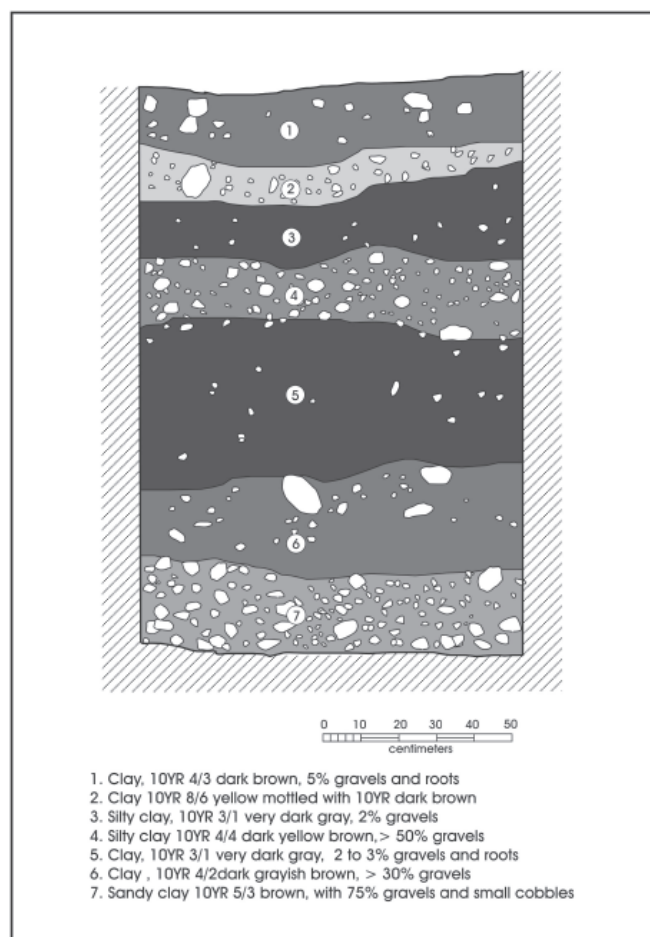 1
2
3
4
5
6
7
0 10 20 30 40 50
centimeters
1. Clay, 10YR 4/3 dark brown, 5% gravels and roots
2. Clay 10YR 8/6 yellow mottled with 10YR dark brown
3. Silty clay, 10YR 3/1 very dark gray, 2% gravels
4. Silty clay 10YR 4/4 dark yellow brown,> 50% gravels
5. Clay, 10YR 3/1 very dark gray, 2 to 3% gravels and roots
6. Clay , 10YR 4/2dark grayish brown, > 30% gravels
7. Sandy clay 10YR 5/3 brown, with 75% gravels and small cobbles